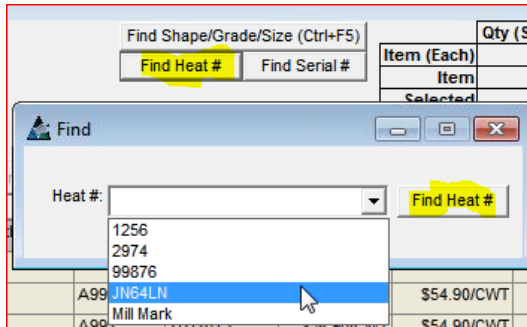 Find Shape/Grade/Size (Ctrl+F5)
Qty (S
Find Heat #
Find Serial #
Item (Each)
Item
Selected
Find
Heat #:
Find Heat #
1256
2974
99876
JN64LN
Mill Mark
A99
$54.90/CWT
$54.90/CWT